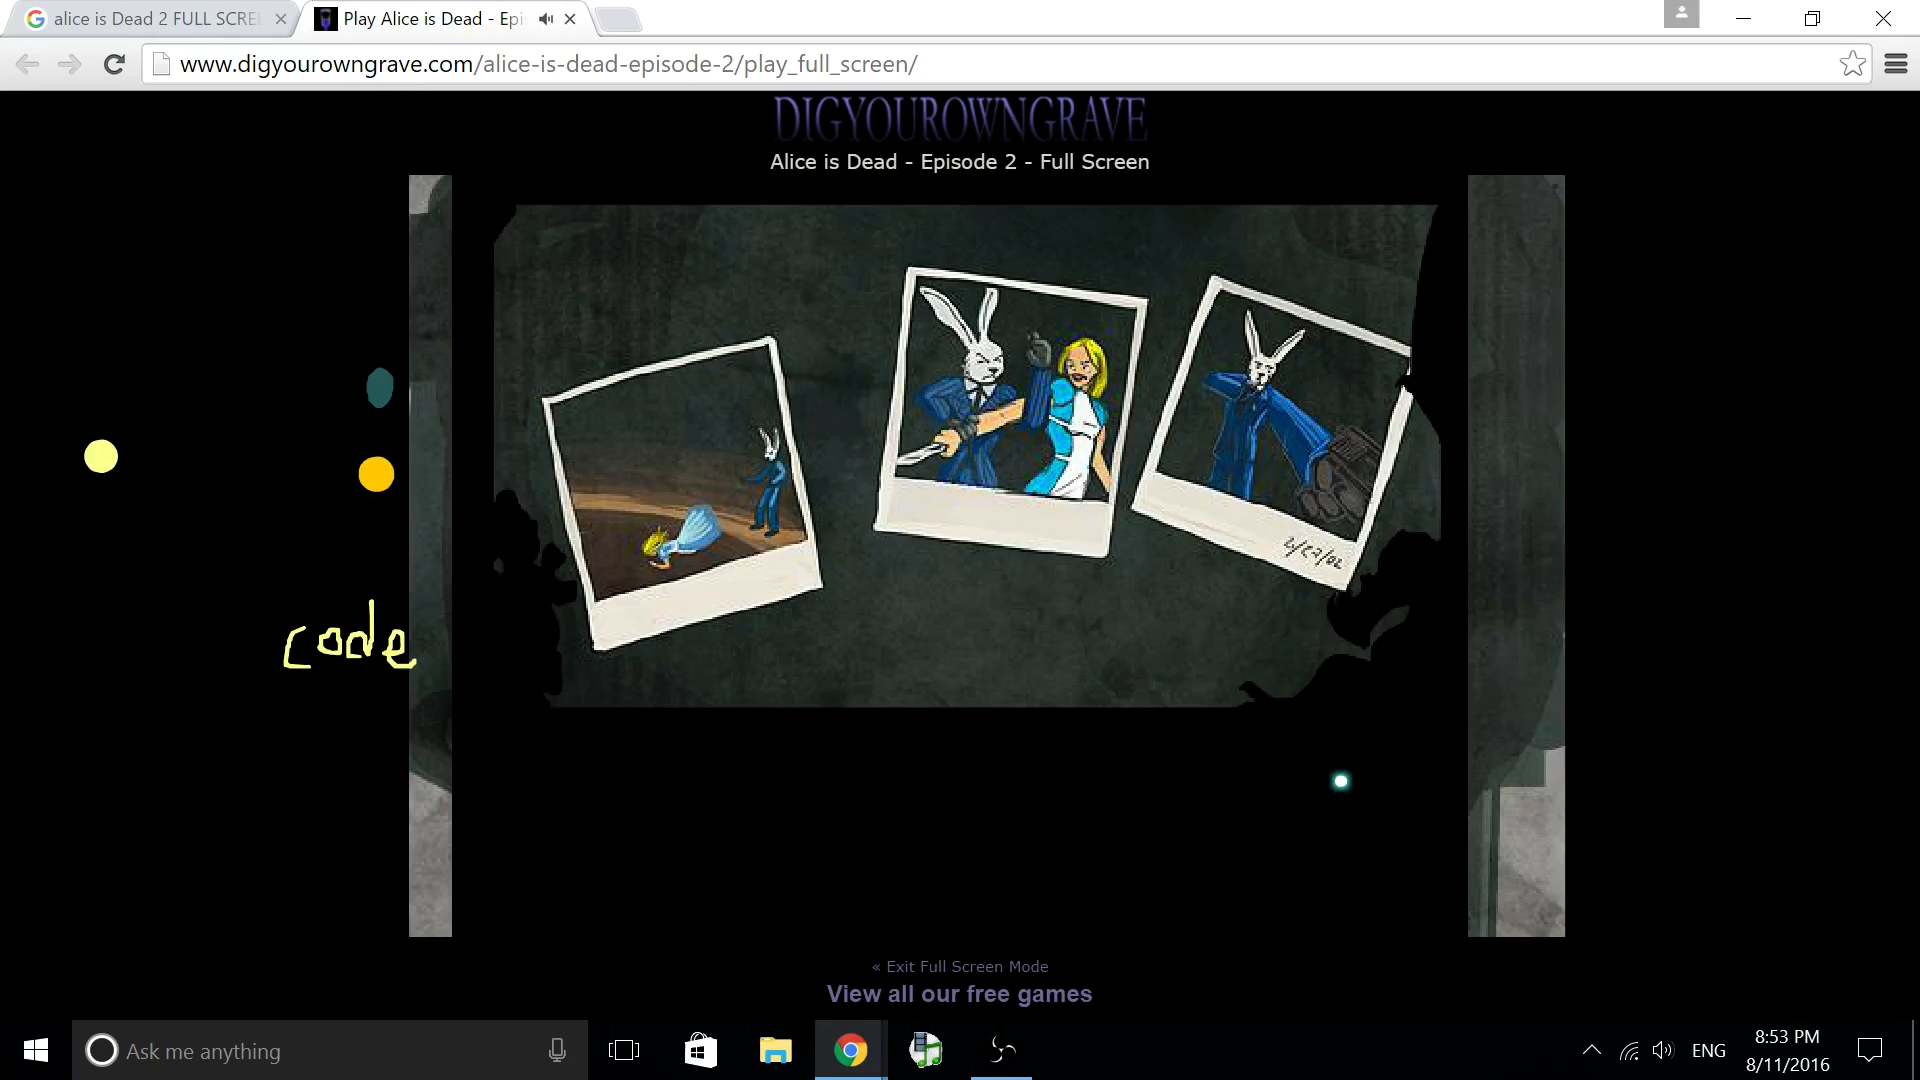 alice is Dead 2 FULL SCREE
Play Alice is Dead - Epi
www.digyourowngrave.com/alice-is-dead-episode-2/play_full_screen/
DIGYOUROWNGRAVE
Alice is Dead - Episode 2 - Full Screen
code
« Exit Full Screen Mode
View all our free games
Ask me anything
ENG
8:53 PM
8/11/2016